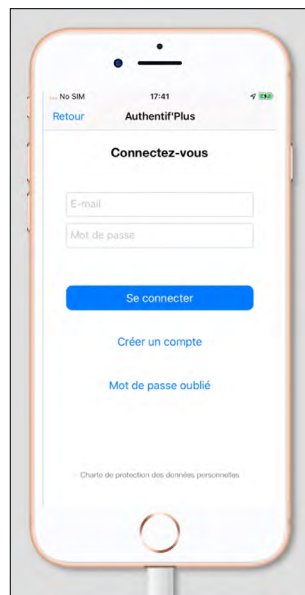 No SIM
17:41
Retour
Authentif'Plus
Connectez-vous
E-mail
Mot de passe
Se connecter
Créer un compte
Mot de passe oublié
Charte de protection des données personnelles